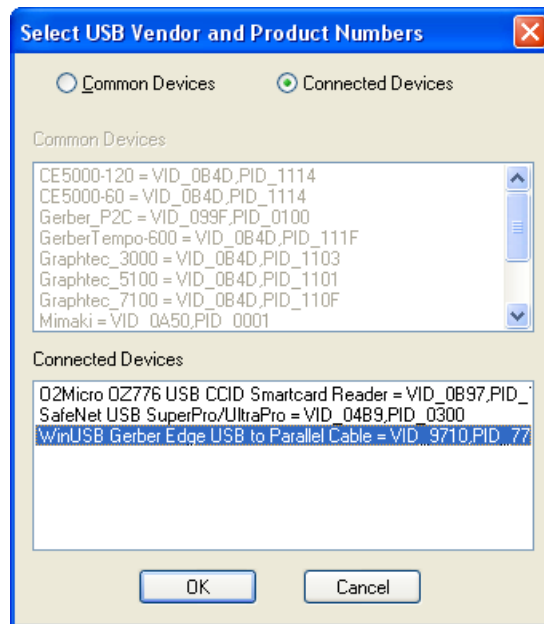 Select USB Vendor and Product Numbers
Common Devices
Connected Devices
Common Devices
CE5000-120 = VID_0B4D,PID_1114
CE5000-60 = VID_0B4D,PID_1114
Gerber_P2C = VID_099F,PID_0100
GerberTempo-600 = VID_0B4D,PID_111F
Graphtec_3000 = VID_0B4D,PID_1103
Graphtec_5100 = VID_0B4D,PID_1101
Graphtec_7100 = VID_0B4D,PID_110F
Mimaki = VID_0A50,PID_0001
Connected Devices
O2Micro OZ776 USB CCID Smartcard Reader = VID_0B97,PID_
SafeNet USB SuperPro/UltraPro = VID_04B9,PID_0300
WinUSB Gerber Edge USB to Parallel Cable = VID_9710,PID_77
OK
Cancel